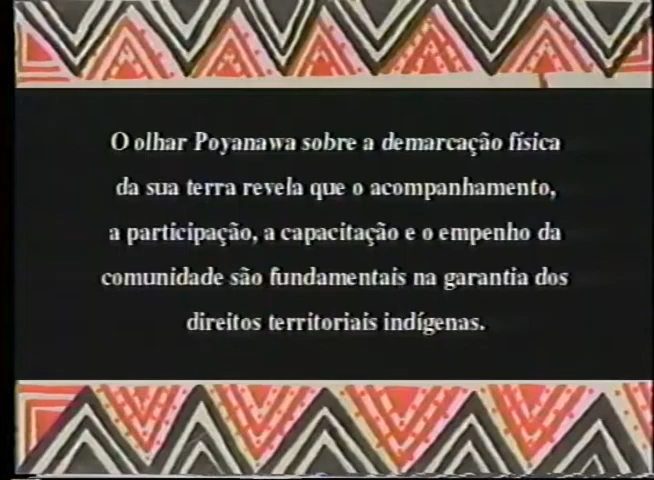 O olhar Poyanawa sobre a demarcação física
da sua terra revela que o acompanhamento,
a participação, a capacitação e o empenho da
comunidade são fundamentais na garantia dos
direitos territoriais indígenas.